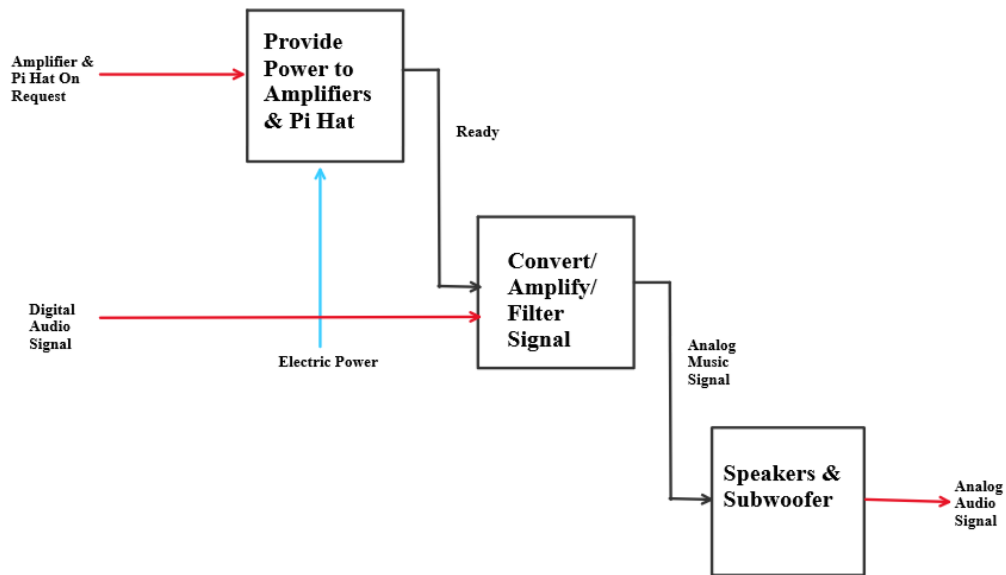 Amplifier &
Pi Hat On
Request
Provide
Power to
Amplifiers
& Pi Hat
Ready
Convert/
Amplify/
Filter
Signal
Digital
Audio
Signal
Electric Power
Analog
Music
Signal
Speakers &
Subwoofer
Analog
Audio
Signal